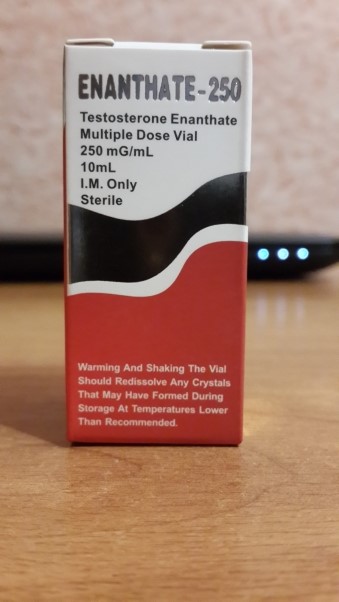 ENANTHATE-250
Testosterone Enanthate
Multiple Dose Vial
250 mG/mL
10mL
I.M. Only
Sterile
Warming And Shaking The Vial
Should Redissolve Any Crystals
That May Have Formed During
Storage At Temperatures Lower
Than Recommended.